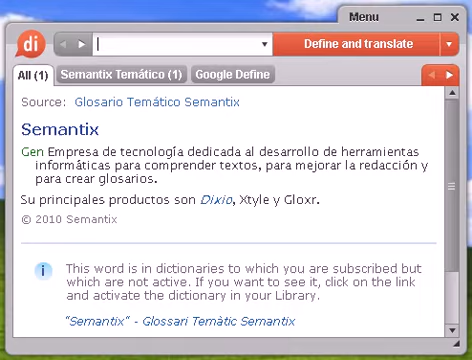 Menu
di
Define and translate
All (1)
Semantix Temático (1)
Google Define
Source: Glosario Temático Semantix
Semantix
Gen Empresa de tecnología dedicada al desarrollo de herramientas
informáticas para comprender textos, para mejorar la redacción y
para crear glosarios.
Su principales producto​s son Dixio, Xtyle y Gloxr.
© 2010 Semantix
i
This word is in dictionaries to which you are subscribed but
which are not active. If you want to see it, click on the link
and activate the dictionary in your Library.
"Semantix" - Glossari Temàtic Semantix